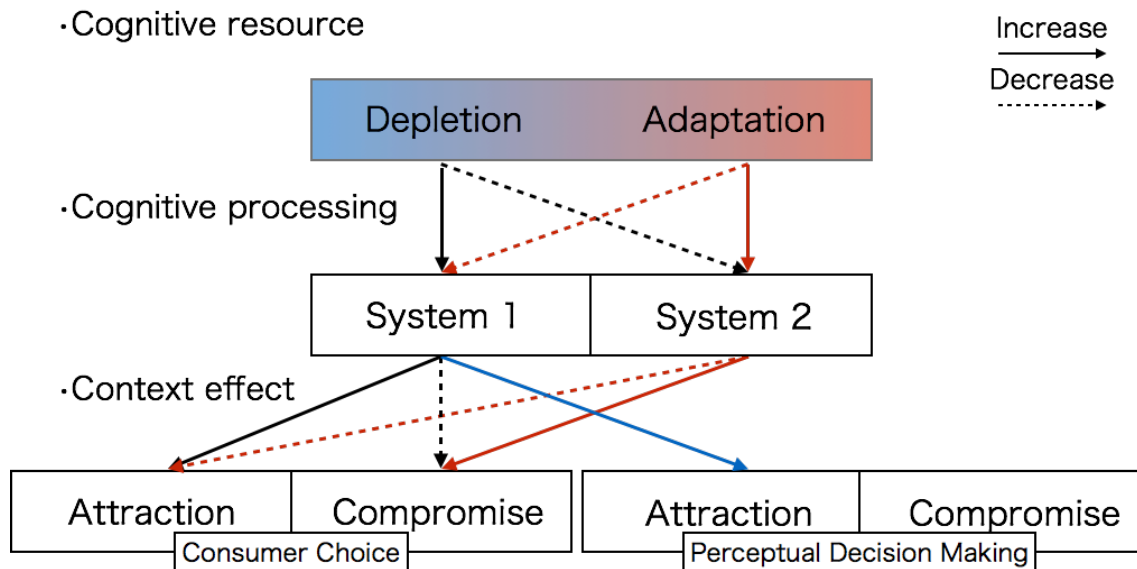 ·Cognitive resource
Increase
Decrease
Depletion
Adaptation
·Cognitive processing
System 1
System 2
·Context effect
Attraction
Compromise
Attraction
Compromise
Consumer Choice
Perceptual Decision Making